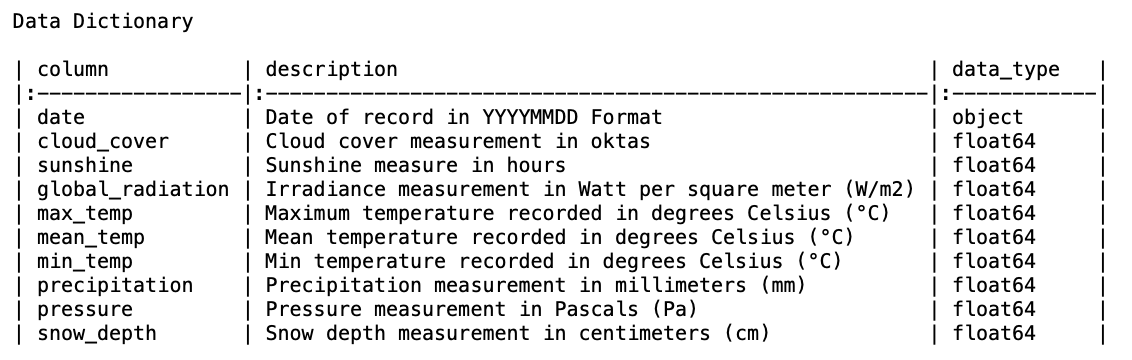 Data Dictionary
| column           | description                                             | data_type   |
|:-----------------|:--------------------------------------------------------|:------------|
| date             | Date of record in YYYYMMDD Format                       | object      |
| cloud_cover      | Cloud cover measurement in oktas                        | float64     |
| sunshine         | Sunshine measure in hours                               | float64     |
| global_radiation | Irradiance measurement in Watt per square meter (W/m2) | float64     |
| max_temp         | Maximum temperature recorded in degrees Celsius (°C)    | float64     |
| mean_temp        | Mean temperature recorded in degrees Celsius (°C)       | float64     |
| min_temp         | Min temperature recorded in degrees Celsius (°C)        | float64     |
| precipitation    | Precipitation measurement in millimeters (mm)           | float64     |
| pressure         | Pressure measurement in Pascals (Pa)                    | float64     |
| snow_depth       | Snow depth measurement in centimeters (cm)              | float64     |